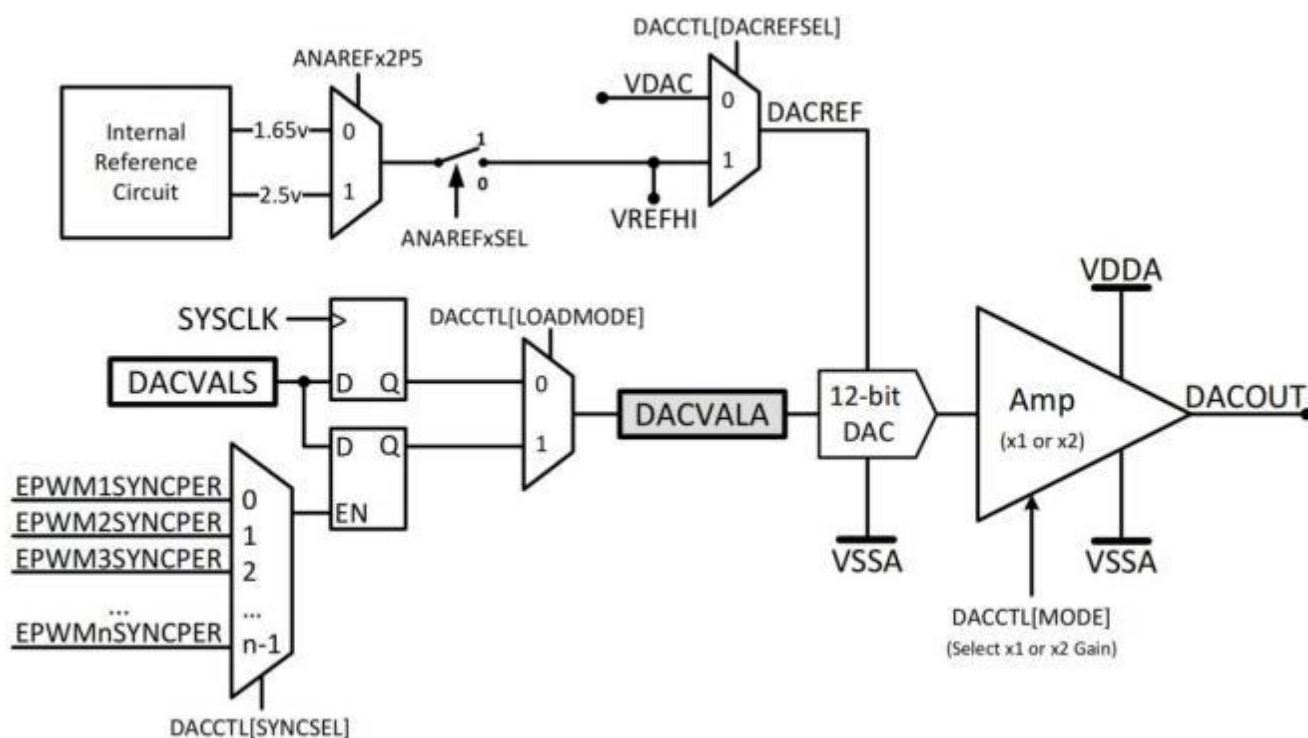 DACCTL[DACREFSEL]
ANAREFx2P5
VDAC
0
DACREF
Internal
Reference
Circuit
1.65v
0
1
0
2.5v
1
1
VREFHI
ANAREFxSEL
VDDA
SYSCLK
DACCTL[LOADMODE]
DACVALS
D
Q
0
DACVALA
12-bit
DAC
Amp
(x1 or x2)
DACOUT
D
Q
1
EN
EPWM1SYNCPER
0
EPWM2SYNCPER
1
EPWM3SYNCPER
2
...
...
EPWMnSYNCPER
n-1
VSSA
VSSA
DACCTL[MODE]
(Select x1 or x2 Gain)
DACCTL[SYNCSEL]